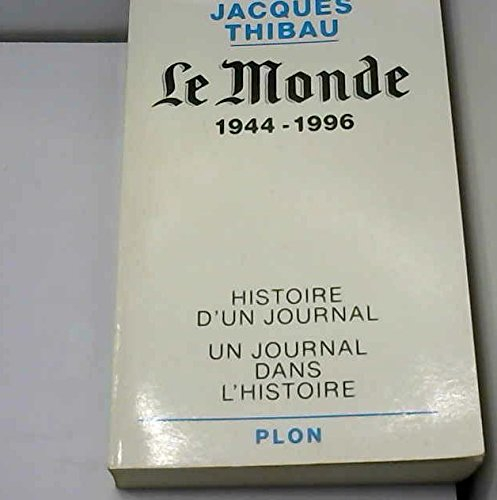 JACQUES
THIBAU
Le Monde
1944-1996
HISTOIRE
D'UN JOURNAL
UN JOURNAL
DANS
L'HISTOIRE
PLON